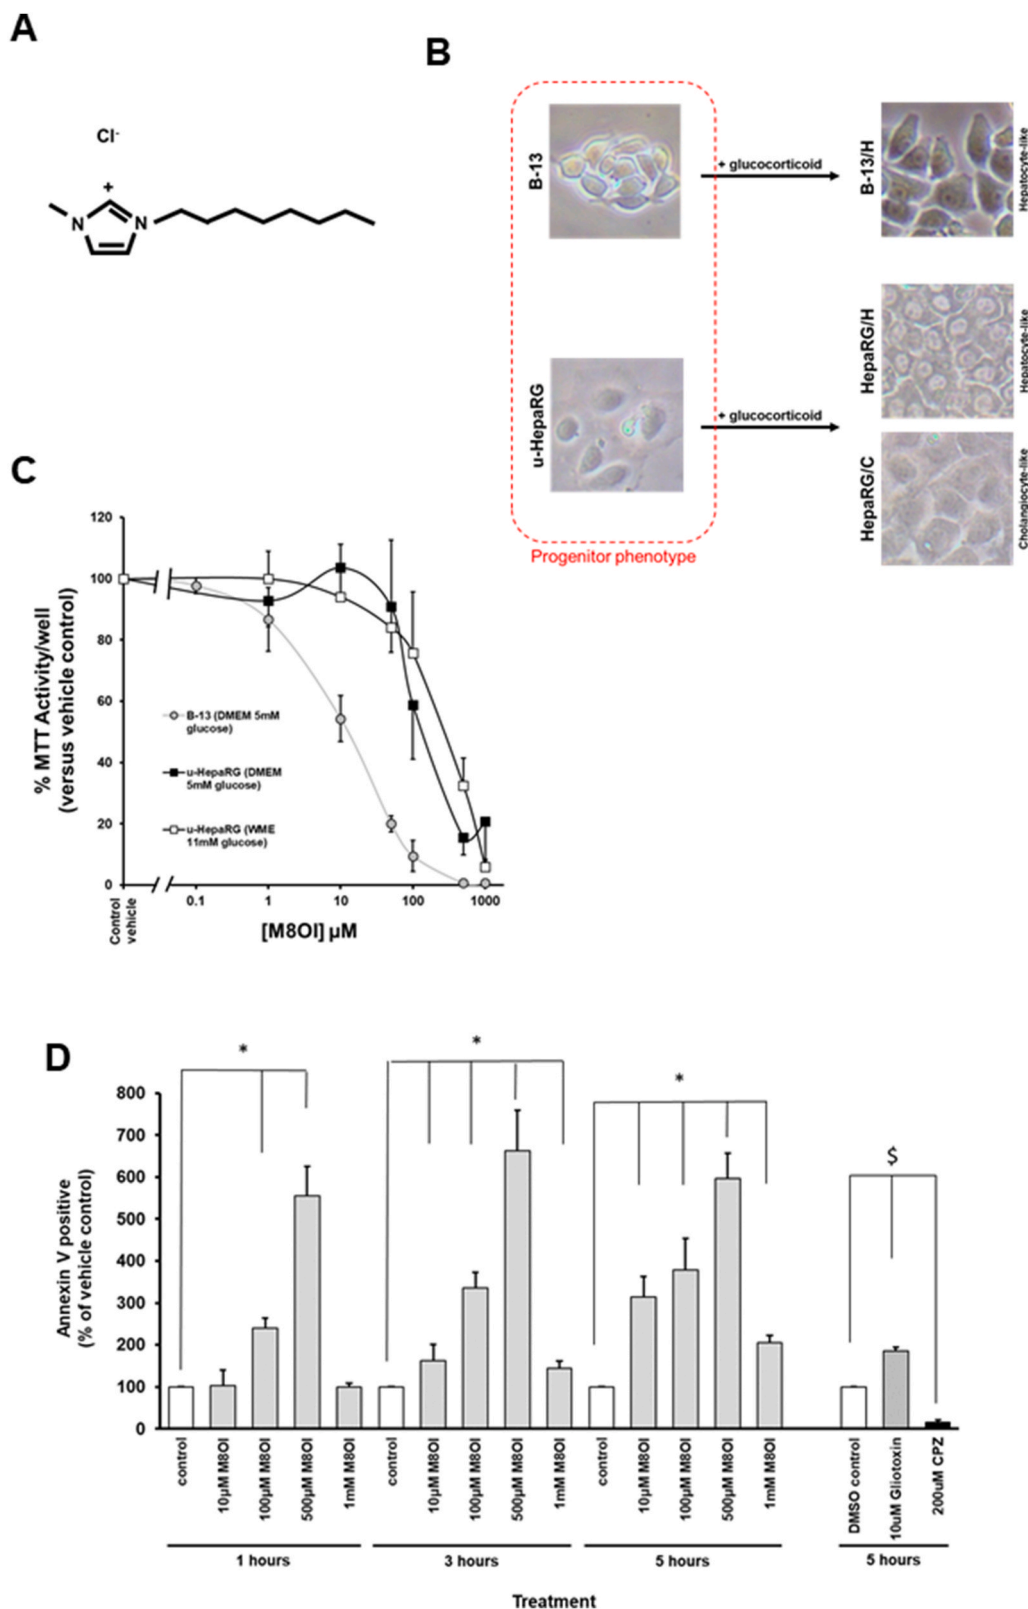 A
Cl-
+
N
N
B
B-13
+ glucocorticoid
B-13/H
Hepatocyte-like
u-HepaRG
+ glucocorticoid
HepaRG/H
Hepatocyte-like
HepaRG/C
Cholangiocyte-like
Progenitor phenotype
C
% MTT Activity/well
(versus vehicle control)
120
100
80
60
40
20
0
B-13 (DMEM 5mM
glucose)
u-HepaRG (DMEM
5mM glucose)
u-HepaRG (WME
11mM glucose)
Control
vehicle
0.1
1
10
100
1000
[M8OI] µM
D
Annexin V positive
(% of vehicle control)
800
700
600
500
400
300
200
100
0
*
*
*
$
control
10µM M8OI
100µM M8OI
500µM M8OI
1mM M8OI
control
10µM M8OI
100µM M8OI
500µM M8OI
1mM M8OI
control
10µM M8OI
100µM M8OI
500µM M8OI
1mM M8OI
DMSO control
10uM Gliotoxin
200uM CPZ
1 hours
3 hours
5 hours
5 hours
Treatment